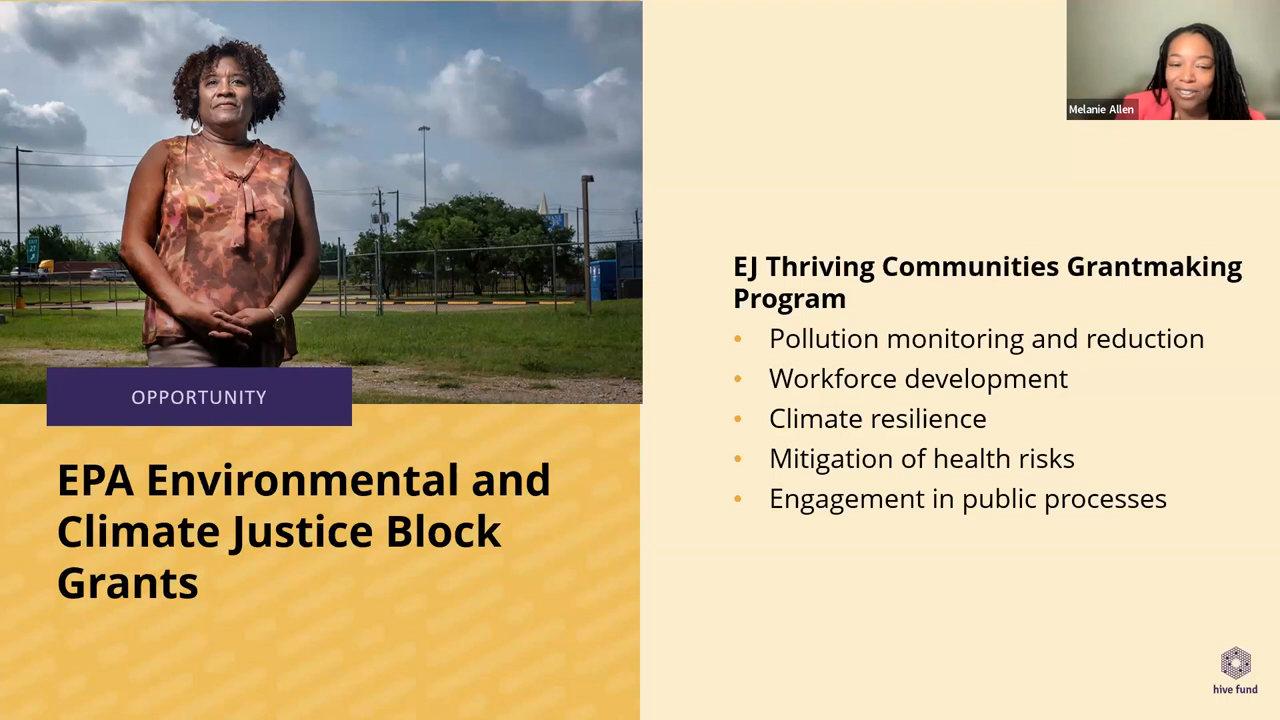 Melanie Allen
OPPORTUNITY
EPA Environmental and
Climate Justice Block
Grants
EJ Thriving Communities Grantmaking
Program
• Pollution monitoring and reduction
• Workforce development
• Climate resilience
• Mitigation of health risks
• Engagement in public processes
hive fund